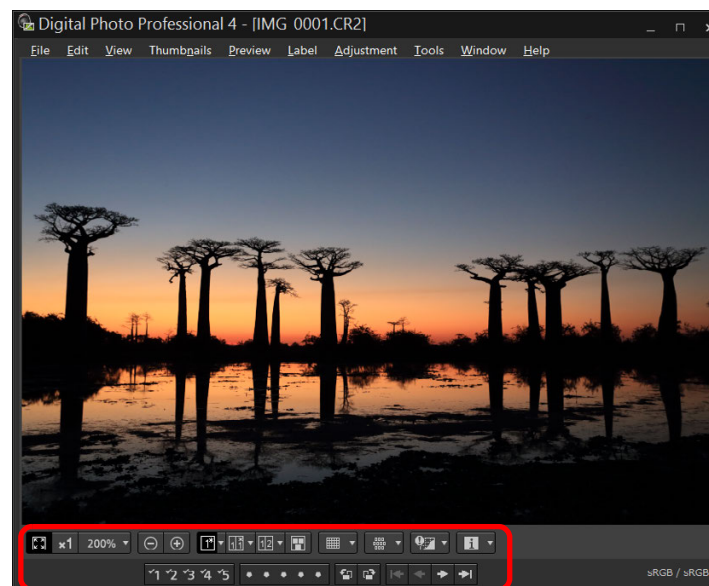 Digital Photo Professional 4 - [IMG_0001.CR2]
File Edit View Thumbnails Preview Label Adjustment Tools Window Help
×1 200%
1 2 3 4 5
sRGB / sRGB